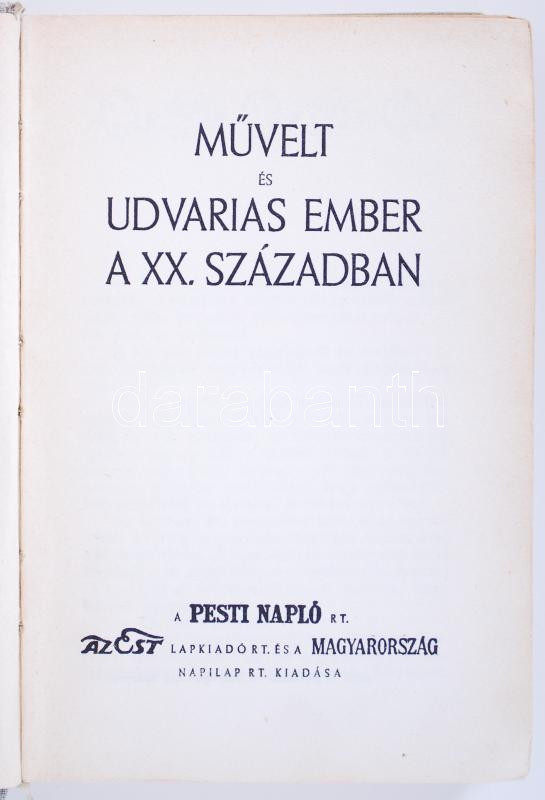 MŰVELT
ÉS
UDVARIAS EMBER
A XX. SZÁZADBAN
darabanth
A PESTI NAPLÓ RT.
AZ EST LAPKIADÓ RT. ÉS A MAGYARORSZÁG
NAPILAP RT. KIADÁSA